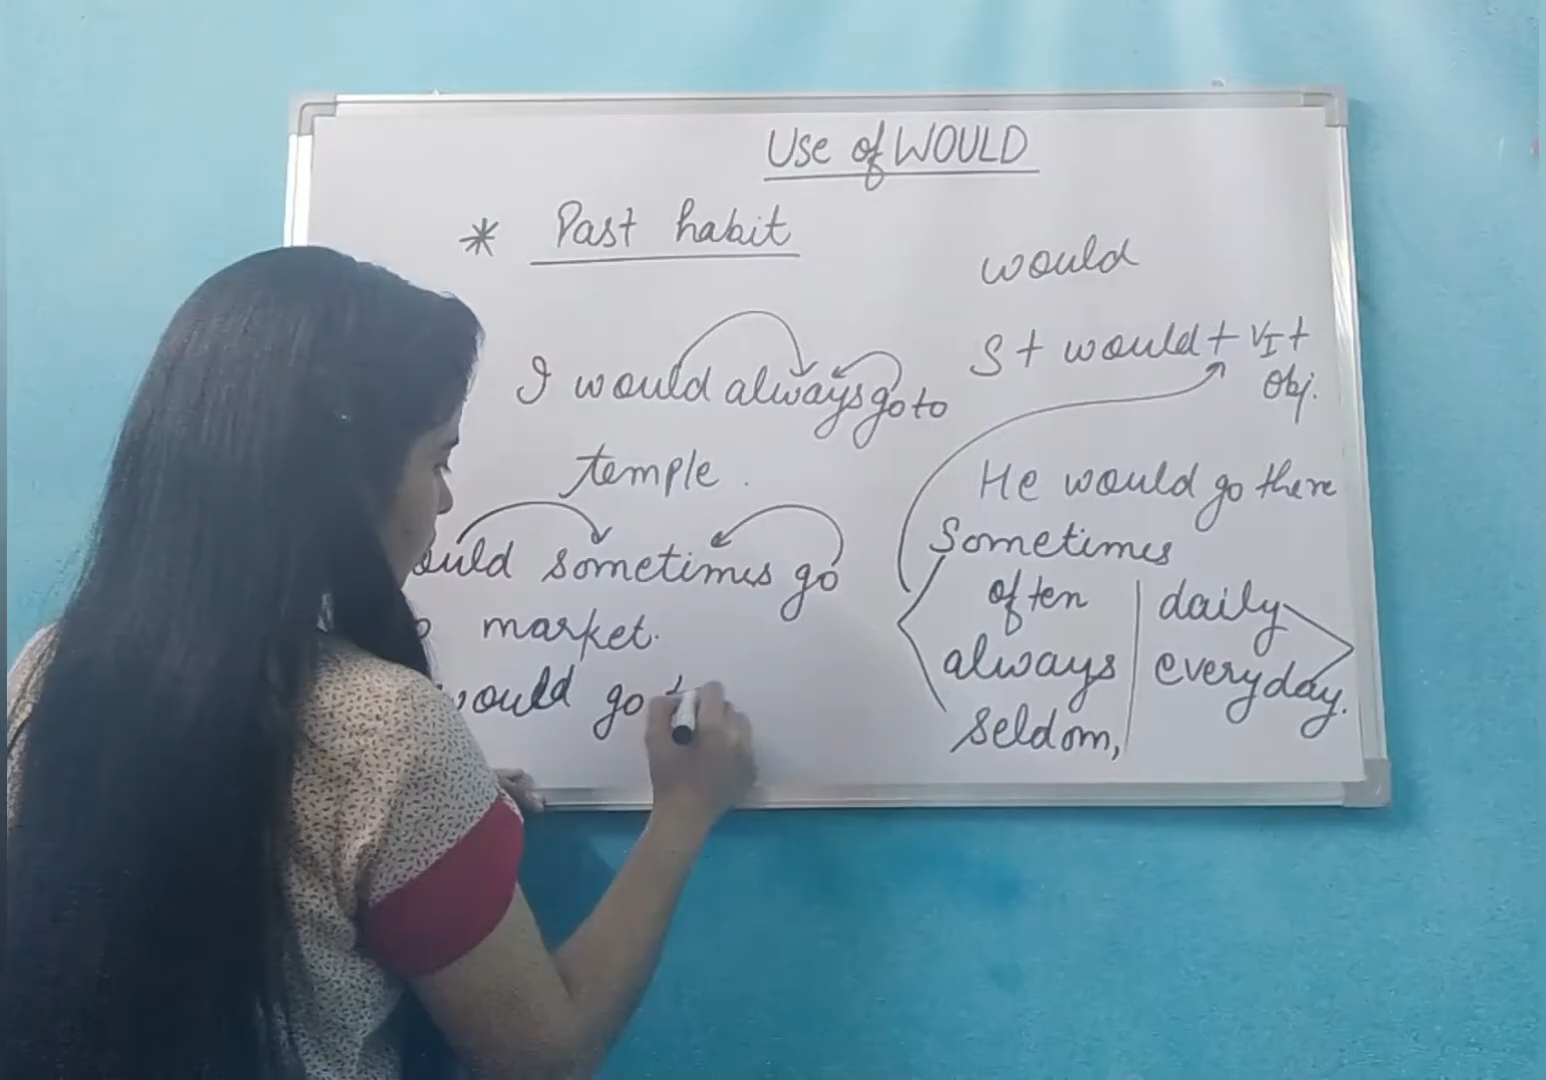 Use of WOULD
* Past habit
would
S + would + V1 +
Obj.
I would always go to
temple.
would sometimes go
market.
would go
He would go there
Sometimes
often
always
seldom,
daily
everyday.